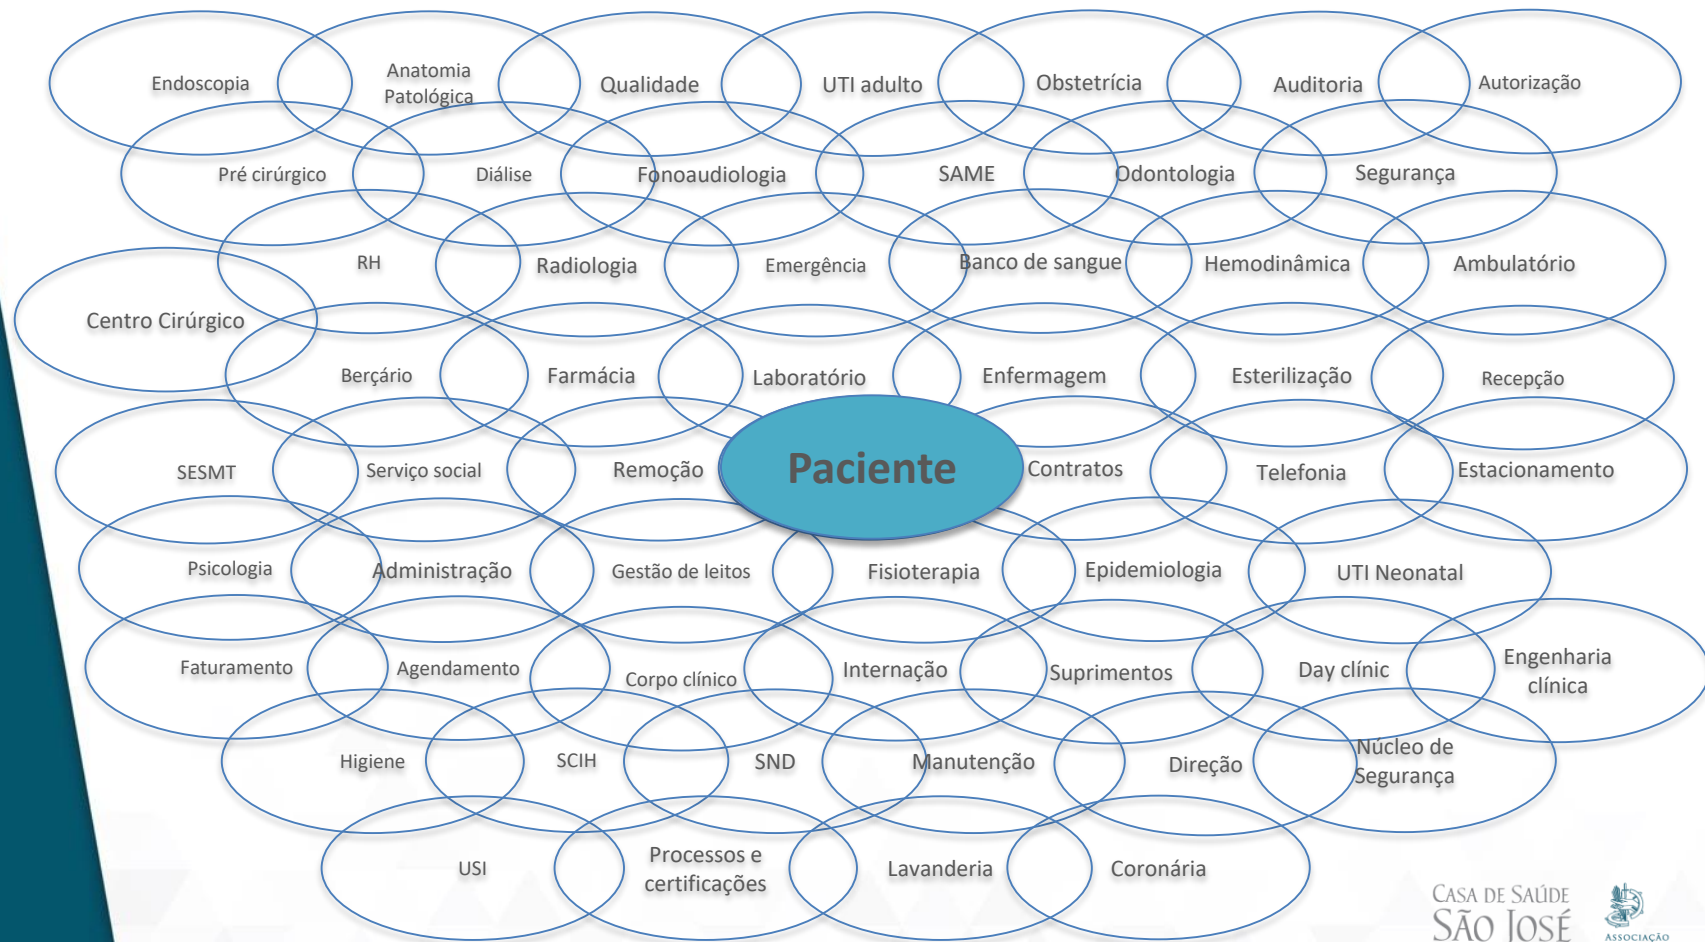 Endoscopia
Anatomia
Patológica
Qualidade
UTI adulto
Obstetrícia
Auditoria
Autorização
Pré cirúrgico
Diálise
Fonoaudiologia
SAME
Odontologia
Segurança
RH
Radiologia
Emergência
Banco de sangue
Hemodinâmica
Ambulatório
Centro Cirúrgico
Berçário
Farmácia
Laboratório
Enfermagem
Esterilização
Recepção
SESMT
Serviço social
Remoção
Paciente
Contratos
Telefonia
Estacionamento
Psicologia
Administração
Gestão de leitos
Fisioterapia
Epidemiologia
UTI Neonatal
Faturamento
Agendamento
Corpo clínico
Internação
Suprimentos
Day clínic
Engenharia
clínica
Higiene
SCIH
SND
Manutenção
Direção
Núcleo de
Segurança
USI
Processos e
certificações
Lavanderia
Coronária
CASA DE SAÚDE
SÃO JOSÉ
ASSOCIAÇÃO